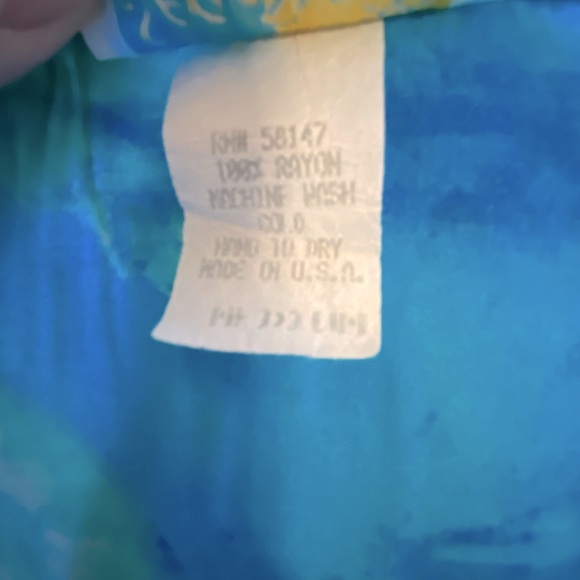 RN# 58147
100% RAYON
MACHINE WASH
COLD
HANG TO DRY
MADE IN U.S.A.